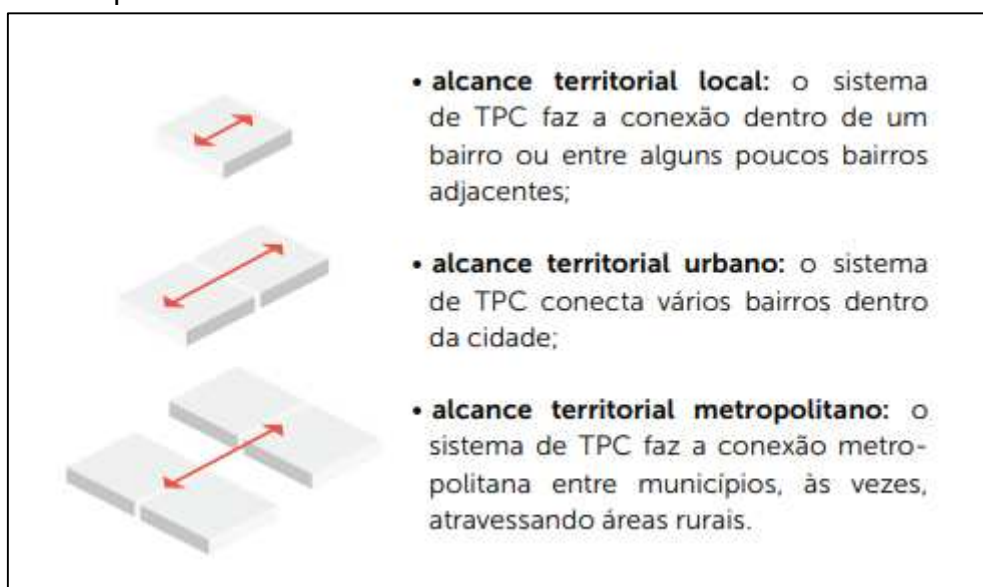 • alcance territorial local: o sistema
de TPC faz a conexão dentro de um
bairro ou entre alguns poucos bairros
adjacentes;
• alcance territorial urbano: o sistema
de TPC conecta vários bairros dentro
da cidade;
• alcance territorial metropolitano: o
sistema de TPC faz a conexão metro-
politana entre municípios, às vezes,
atravessando áreas rurais.